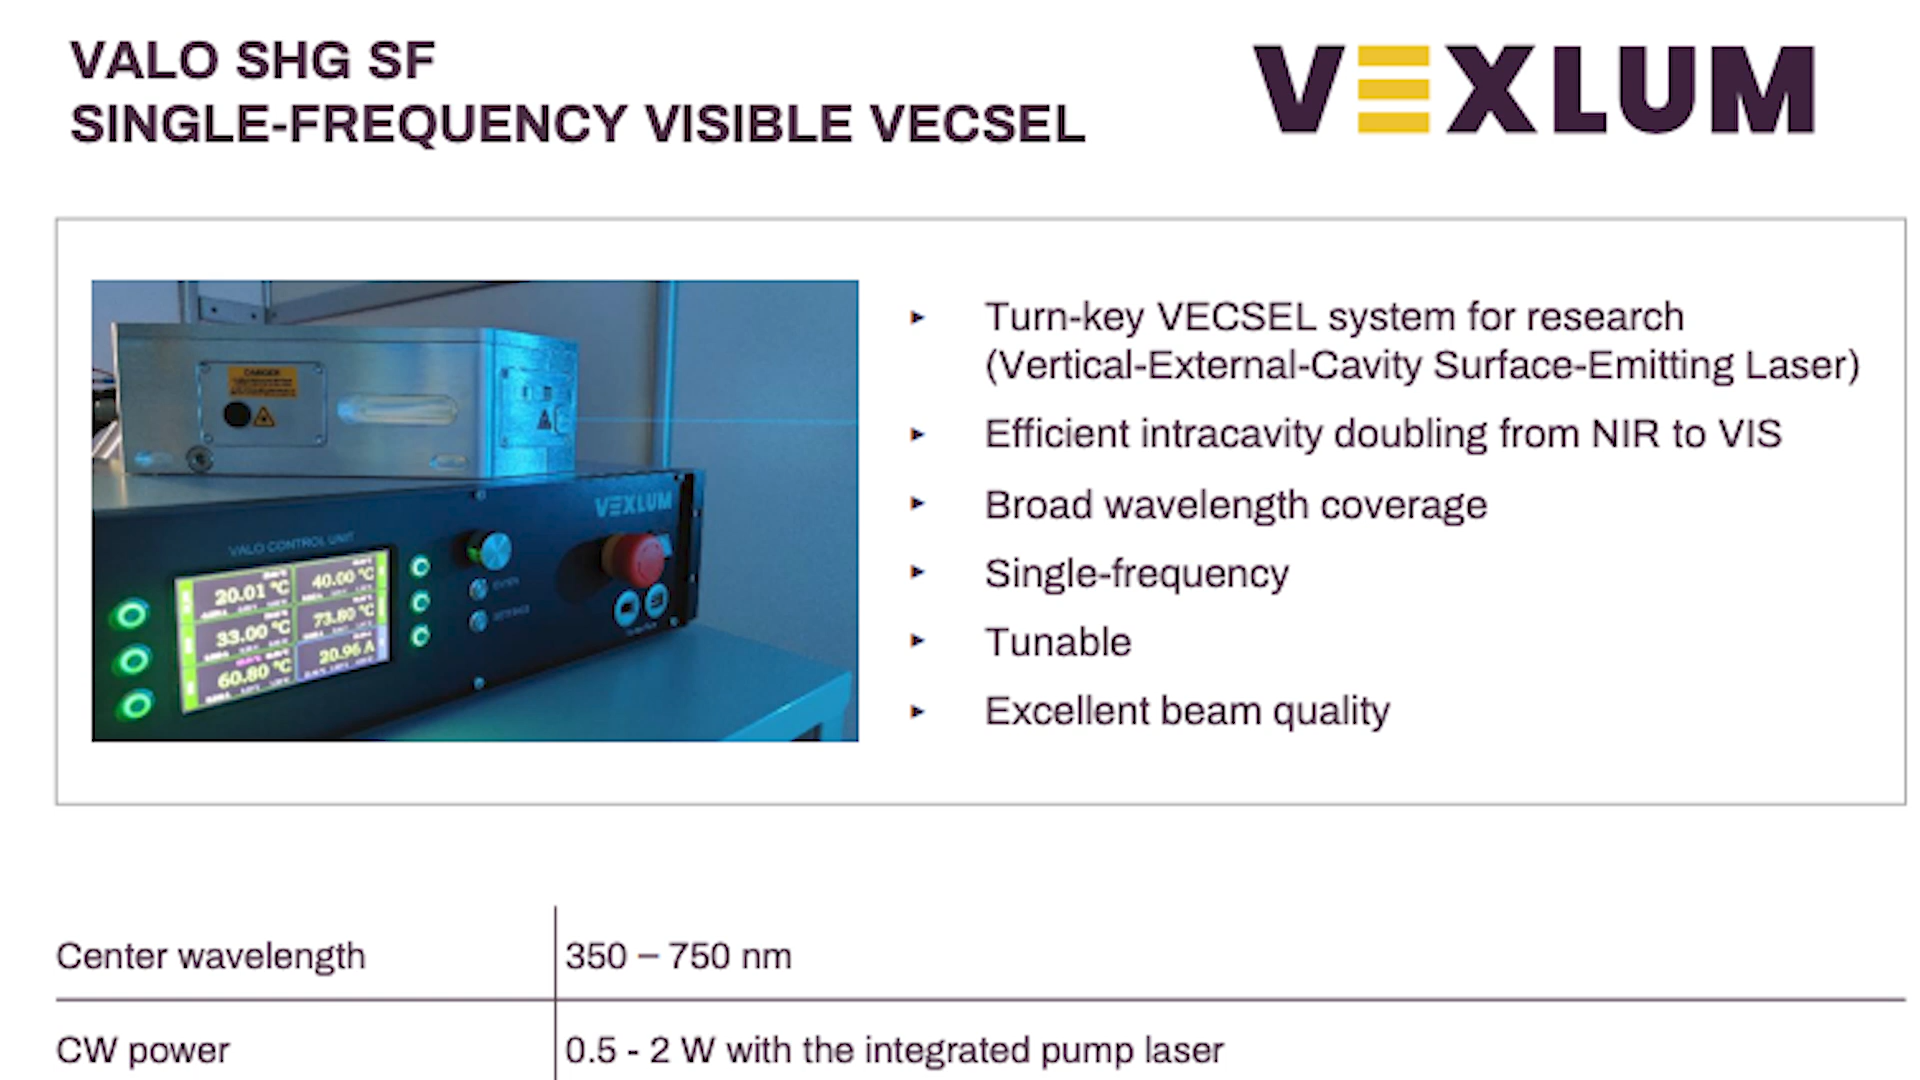 VALO SHG SF
SINGLE-FREQUENCY VISIBLE VECSEL
VEXLUM
DANGER
VEXLUM
VALO CONTROL UNIT
20.01 °C
40.00 °C
33.00 °C
73.80 °C
60.80 °C
20.96 A
▸ Turn-key VECSEL system for research
(Vertical-External-Cavity Surface-Emitting Laser)
▸ Efficient intracavity doubling from NIR to VIS
▸ Broad wavelength coverage
▸ Single-frequency
▸ Tunable
▸ Excellent beam quality
Center wavelength 350 – 750 nm
CW power 0.5 - 2 W with the integrated pump laser